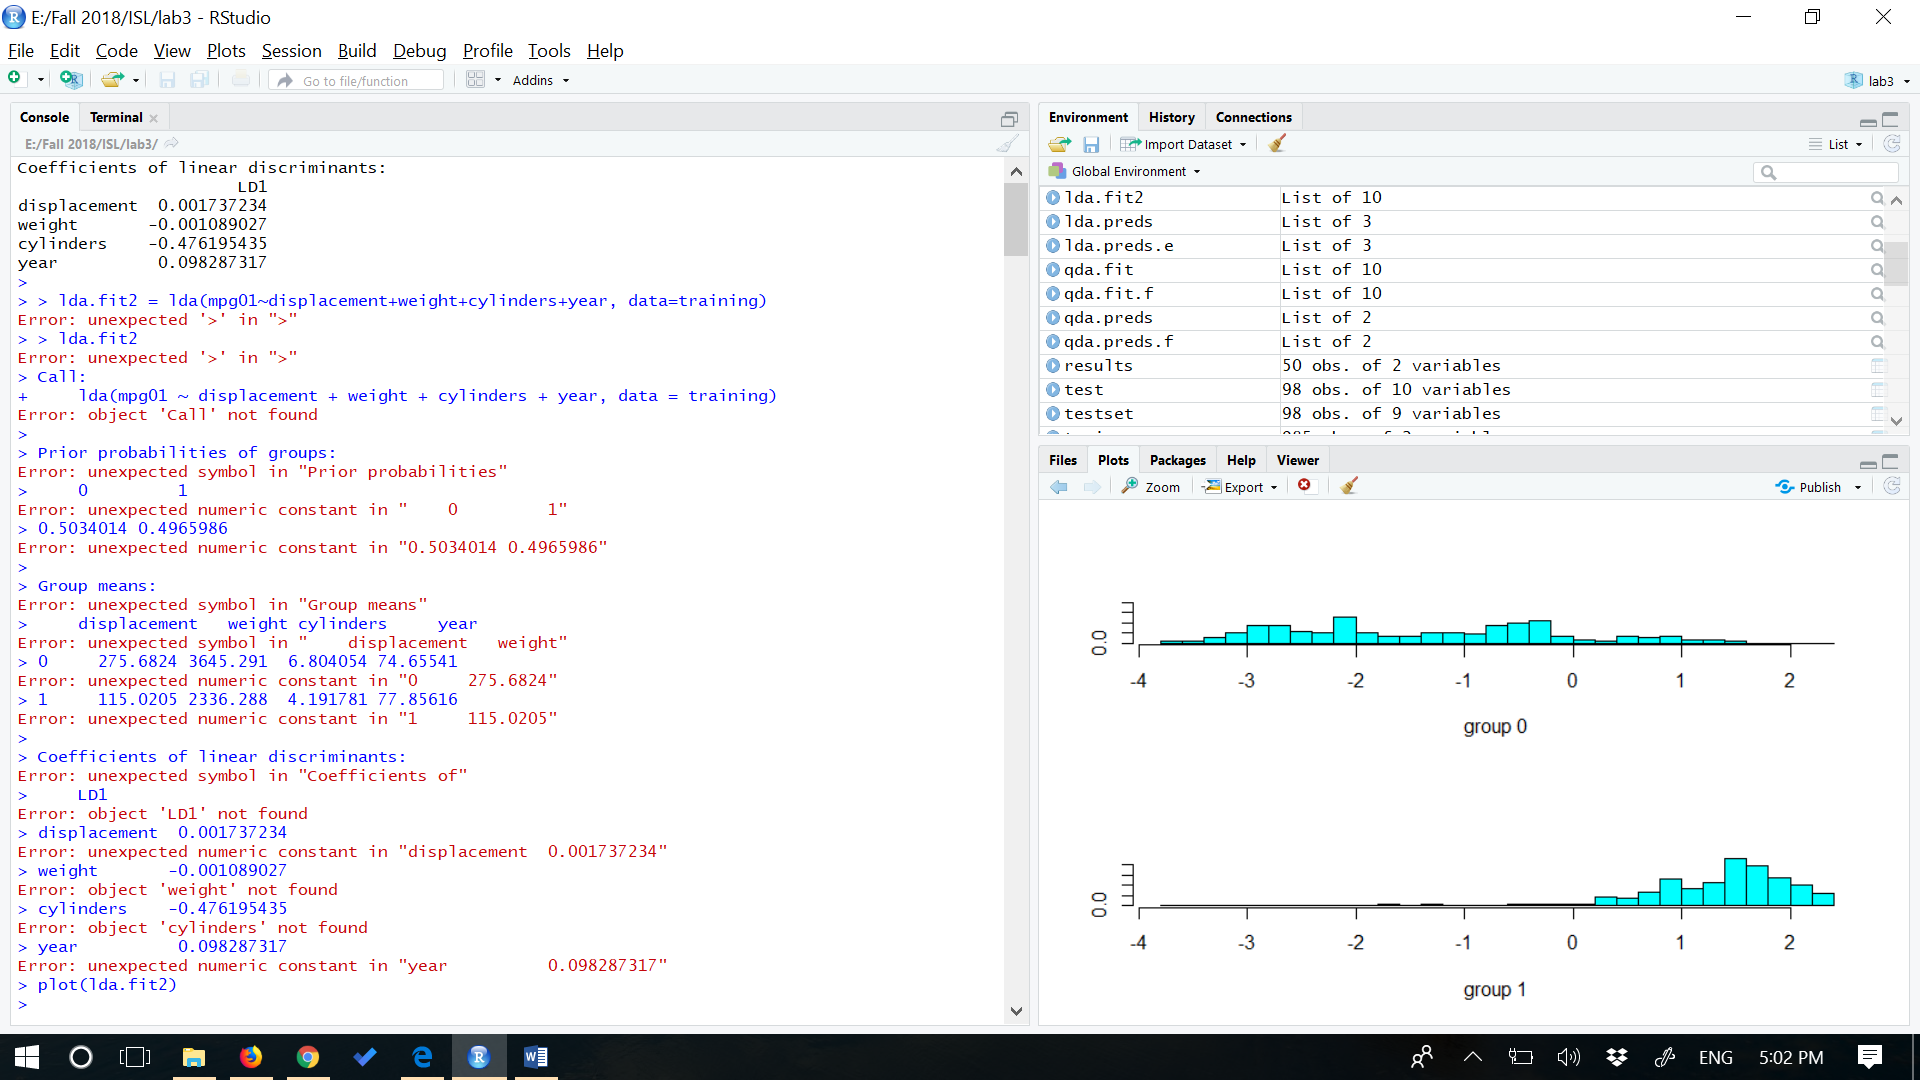 E:/Fall 2018/ISL/lab3 - RStudio
File Edit Code View Plots Session Build Debug Profile Tools Help
Go to file/function Addins lab3
Console Terminal
E:/Fall 2018/ISL/lab3/
Coefficients of linear discriminants:
                      LD1
displacement  0.001737234
weight       -0.001089027
cylinders    -0.476195435
year          0.098287317
>
> > lda.fit2 = lda(mpg01~displacement+weight+cylinders+year, data=training)
Error: unexpected '>' in ">"
> > lda.fit2
Error: unexpected '>' in ">"
> Call:
+     lda(mpg01 ~ displacement + weight + cylinders + year, data = training)
Error: object 'Call' not found
>
> Prior probabilities of groups:
Error: unexpected symbol in "Prior probabilities"
>     0         1
Error: unexpected numeric constant in "    0         1"
> 0.5034014 0.4965986
Error: unexpected numeric constant in "0.5034014 0.4965986"
>
> Group means:
Error: unexpected symbol in "Group means"
>     displacement   weight cylinders     year
Error: unexpected symbol in "    displacement   weight"
> 0     275.6824 3645.291  6.804054 74.65541
Error: unexpected numeric constant in "0     275.6824"
> 1     115.0205 2336.288  4.191781 77.85616
Error: unexpected numeric constant in "1     115.0205"
>
> Coefficients of linear discriminants:
Error: unexpected symbol in "Coefficients of"
>     LD1
Error: object 'LD1' not found
> displacement  0.001737234
Error: unexpected numeric constant in "displacement  0.001737234"
> weight       -0.001089027
Error: object 'weight' not found
> cylinders    -0.476195435
Error: object 'cylinders' not found
> year          0.098287317
Error: unexpected numeric constant in "year          0.098287317"
> plot(lda.fit2)
>
Environment History Connections
Import Dataset List
Global Environment
lda.fit2 List of 10
lda.preds List of 3
lda.preds.e List of 3
qda.fit List of 10
qda.fit.f List of 10
qda.preds List of 2
qda.preds.f List of 2
results 50 obs. of 2 variables
test 98 obs. of 10 variables
testset 98 obs. of 9 variables
Files Plots Packages Help Viewer
Zoom Export Publish
0.0
-4 -3 -2 -1 0 1 2
group 0
0.0
-4 -3 -2 -1 0 1 2
group 1
ENG 5:02 PM